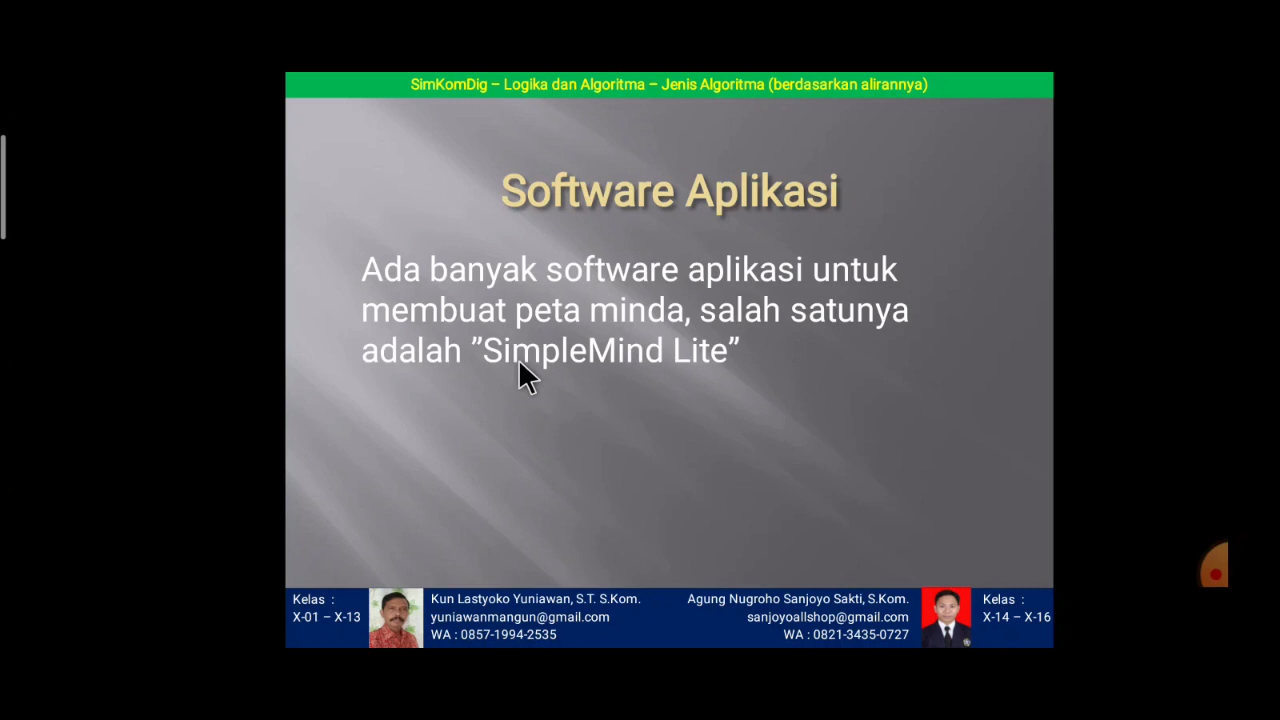 SimKomDig – Logika dan Algoritma – Jenis Algoritma (berdasarkan alirannya)
Software Aplikasi
Ada banyak software aplikasi untuk
membuat peta minda, salah satunya
adalah ”SimpleMind Lite”
Kelas :
X-01 – X-13
Kun Lastyoko Yuniawan, S.T. S.Kom.
yuniawanmangun@gmail.com
WA : 0857-1994-2535
Agung Nugroho Sanjoyo Sakti, S.Kom.
sanjoyoallshop@gmail.com
WA : 0821-3435-0727
Kelas :
X-14 – X-16